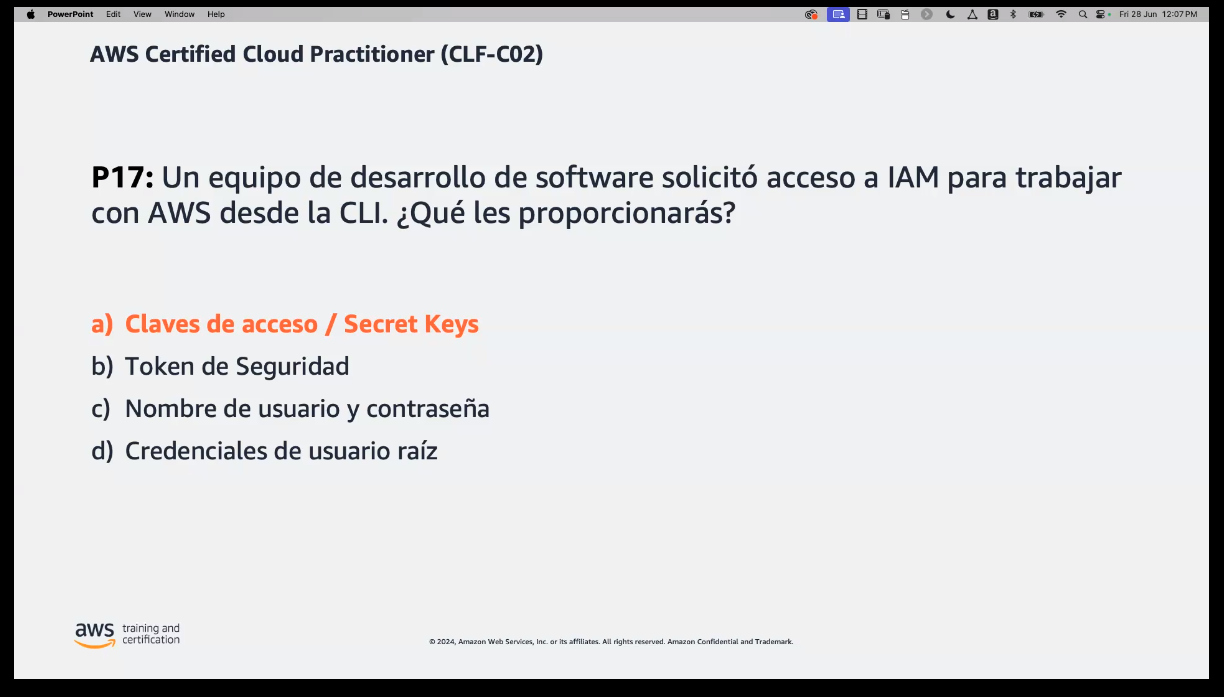 PowerPoint Edit View Window Help Fri 28 Jun 12:07 PM
AWS Certified Cloud Practitioner (CLF-C02)
P17: Un equipo de desarrollo de software solicitó acceso a IAM para trabajar
con AWS desde la CLI. ¿Qué les proporcionarás?
a) Claves de acceso / Secret Keys
b) Token de Seguridad
c) Nombre de usuario y contraseña
d) Credenciales de usuario raíz
aws training and
certification
© 2024, Amazon Web Services, Inc. or its affiliates. All rights reserved. Amazon Confidential and Trademark.